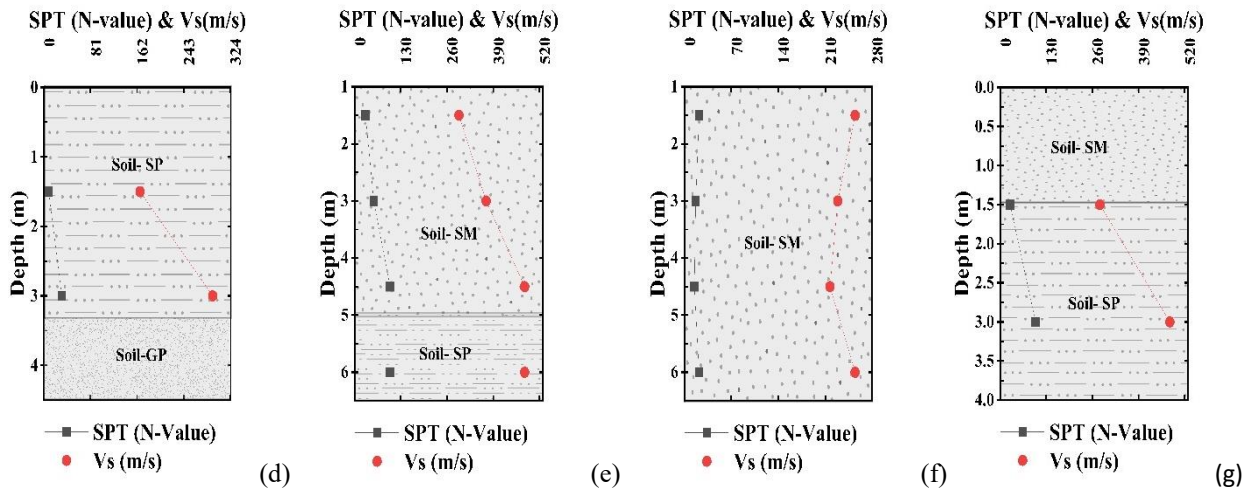 SPT (N-value) & Vs(m/s)
0 81 162 243 324
Depth (m)
0
1
2
3
4
Soil- SP
Soil-GP
SPT (N-Value)
Vs (m/s)
(d)
SPT (N-value) & Vs(m/s)
0 130 260 390 520
Depth (m)
1
2
3
4
5
6
Soil- SM
Soil- SP
SPT (N-Value)
Vs (m/s)
(e)
SPT (N-value) & Vs(m/s)
0 70 140 210 280
Depth (m)
1
2
3
4
5
6
Soil- SM
SPT (N-Value)
Vs (m/s)
(f)
SPT (N-value) & Vs(m/s)
0 130 260 390 520
Depth (m)
0.0
0.5
1.0
1.5
2.0
2.5
3.0
3.5
4.0
Soil- SM
Soil- SP
SPT (N-Value)
Vs (m/s)
(g)